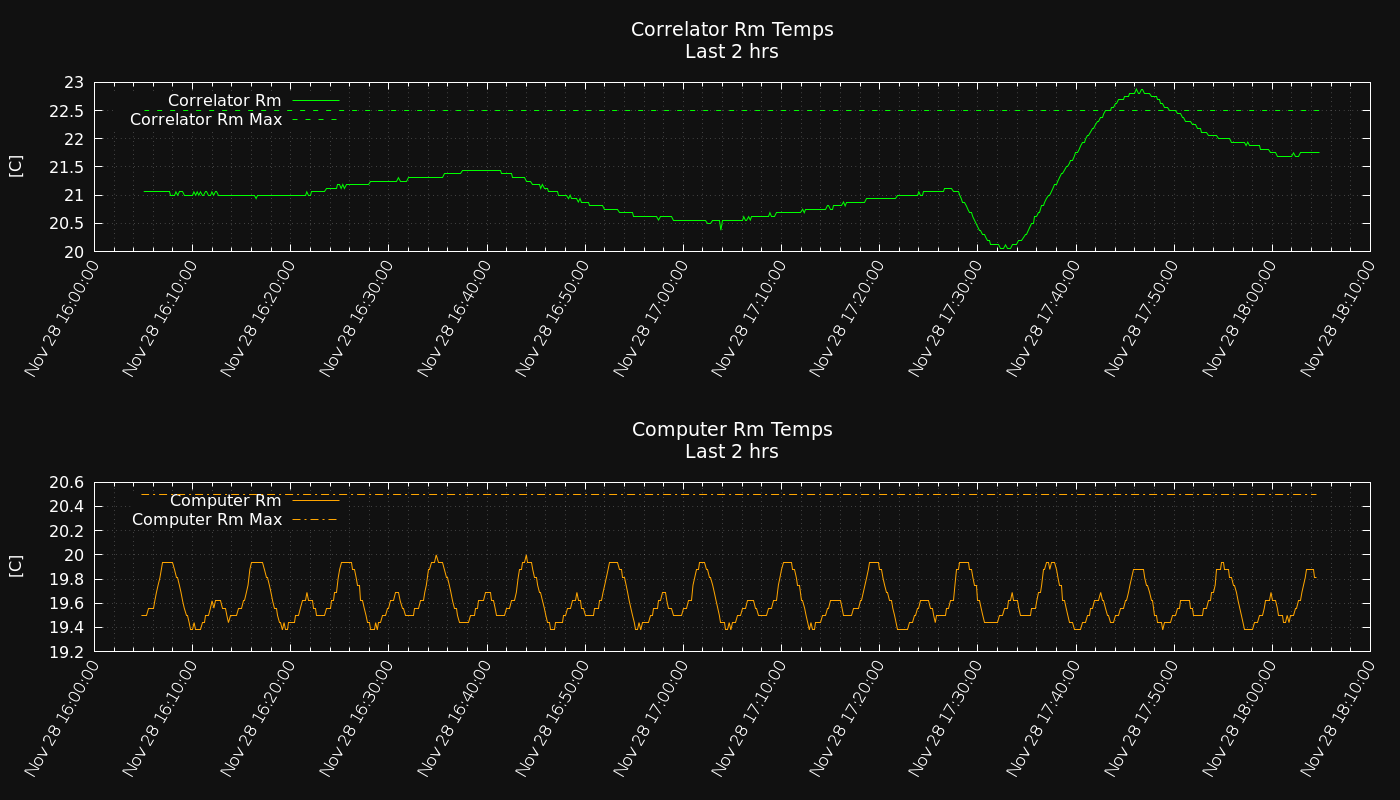 Correlator Rm Temps
Last 2 hrs
[C]
23
22.5
22
21.5
21
20.5
20
Correlator Rm
Correlator Rm Max
Nov 28 16:00:00
Nov 28 16:10:00
Nov 28 16:20:00
Nov 28 16:30:00
Nov 28 16:40:00
Nov 28 16:50:00
Nov 28 17:00:00
Nov 28 17:10:00
Nov 28 17:20:00
Nov 28 17:30:00
Nov 28 17:40:00
Nov 28 17:50:00
Nov 28 18:00:00
Nov 28 18:10:00
Computer Rm Temps
Last 2 hrs
[C]
20.6
20.4
20.2
20
19.8
19.6
19.4
19.2
Computer Rm
Computer Rm Max
Nov 28 16:00:00
Nov 28 16:10:00
Nov 28 16:20:00
Nov 28 16:30:00
Nov 28 16:40:00
Nov 28 16:50:00
Nov 28 17:00:00
Nov 28 17:10:00
Nov 28 17:20:00
Nov 28 17:30:00
Nov 28 17:40:00
Nov 28 17:50:00
Nov 28 18:00:00
Nov 28 18:10:00